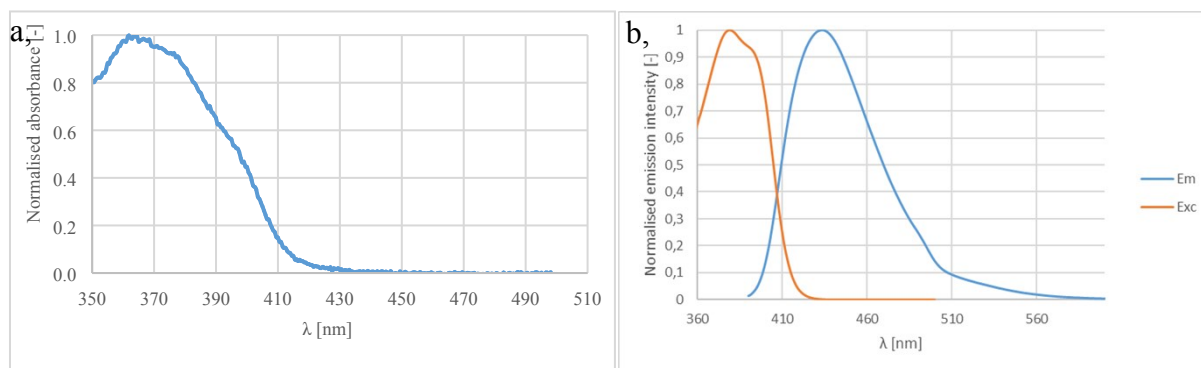 a,
Normalised absorbance [-]
1.0
0.8
0.6
0.4
0.2
0.0
350 370 390 410 430 450 470 490 510
λ [nm]
b,
Normalised emission intensity [-]
1
0,9
0,8
0,7
0,6
0,5
0,4
0,3
0,2
0,1
0
360 410 460 510 560
λ [nm]
Em
Exc